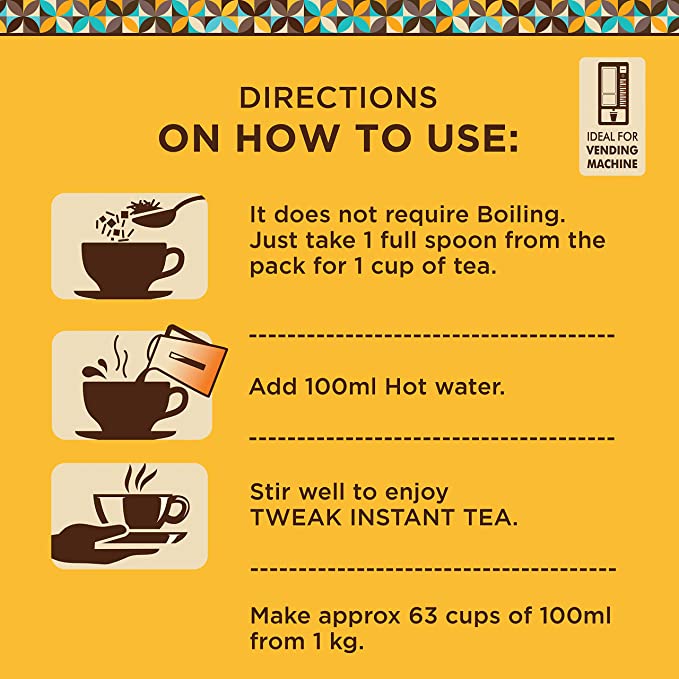 DIRECTIONS
ON HOW TO USE:
IDEAL FOR
VENDING
MACHINE
It does not require Boiling.
Just take 1 full spoon from the
pack for 1 cup of tea.
Add 100ml Hot water.
Stir well to enjoy
TWEAK INSTANT TEA.
Make approx 63 cups of 100ml
from 1 kg.